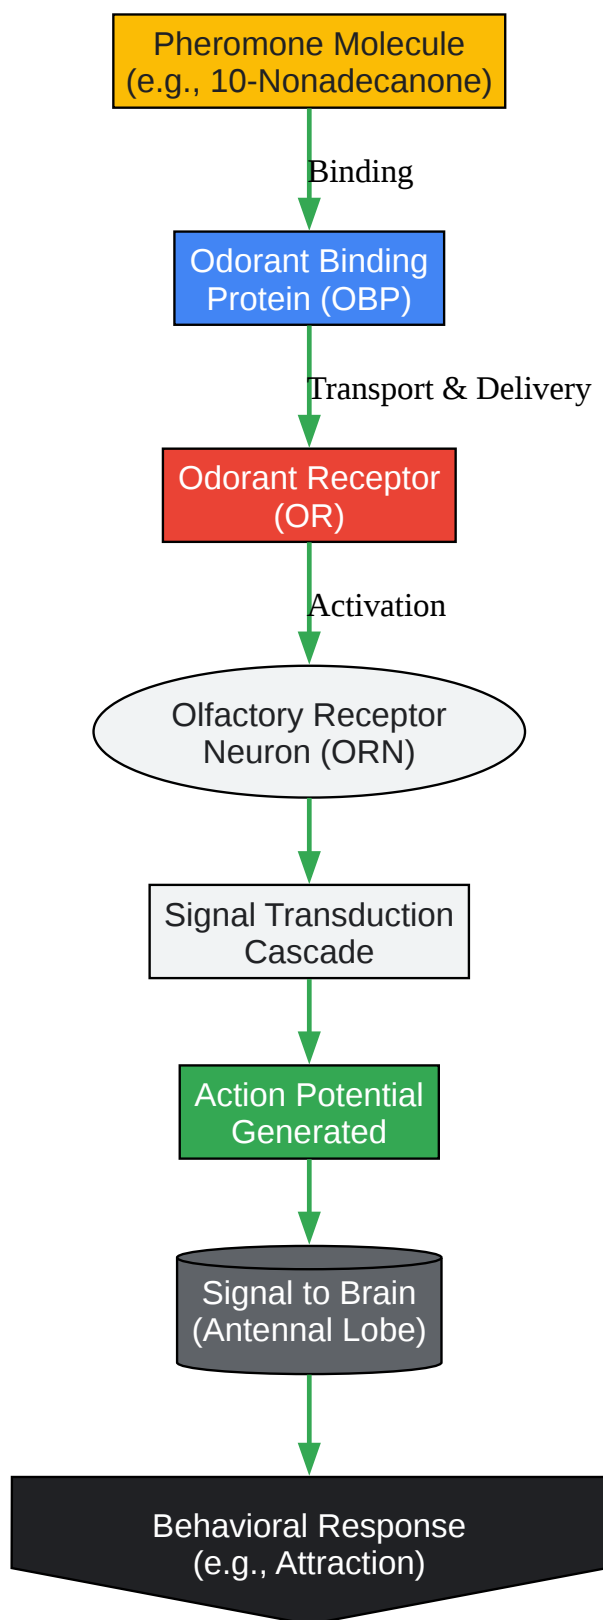 Pheromone Molecule
(e.g., 10-Nonadecanone)
Binding
Odorant Binding
Protein (OBP)
Transport & Delivery
Odorant Receptor
(OR)
Activation
Olfactory Receptor
Neuron (ORN)
Signal Transduction
Cascade
Action Potential
Generated
Signal to Brain
(Antennal Lobe)
Behavioral Response
(e.g., Attraction)